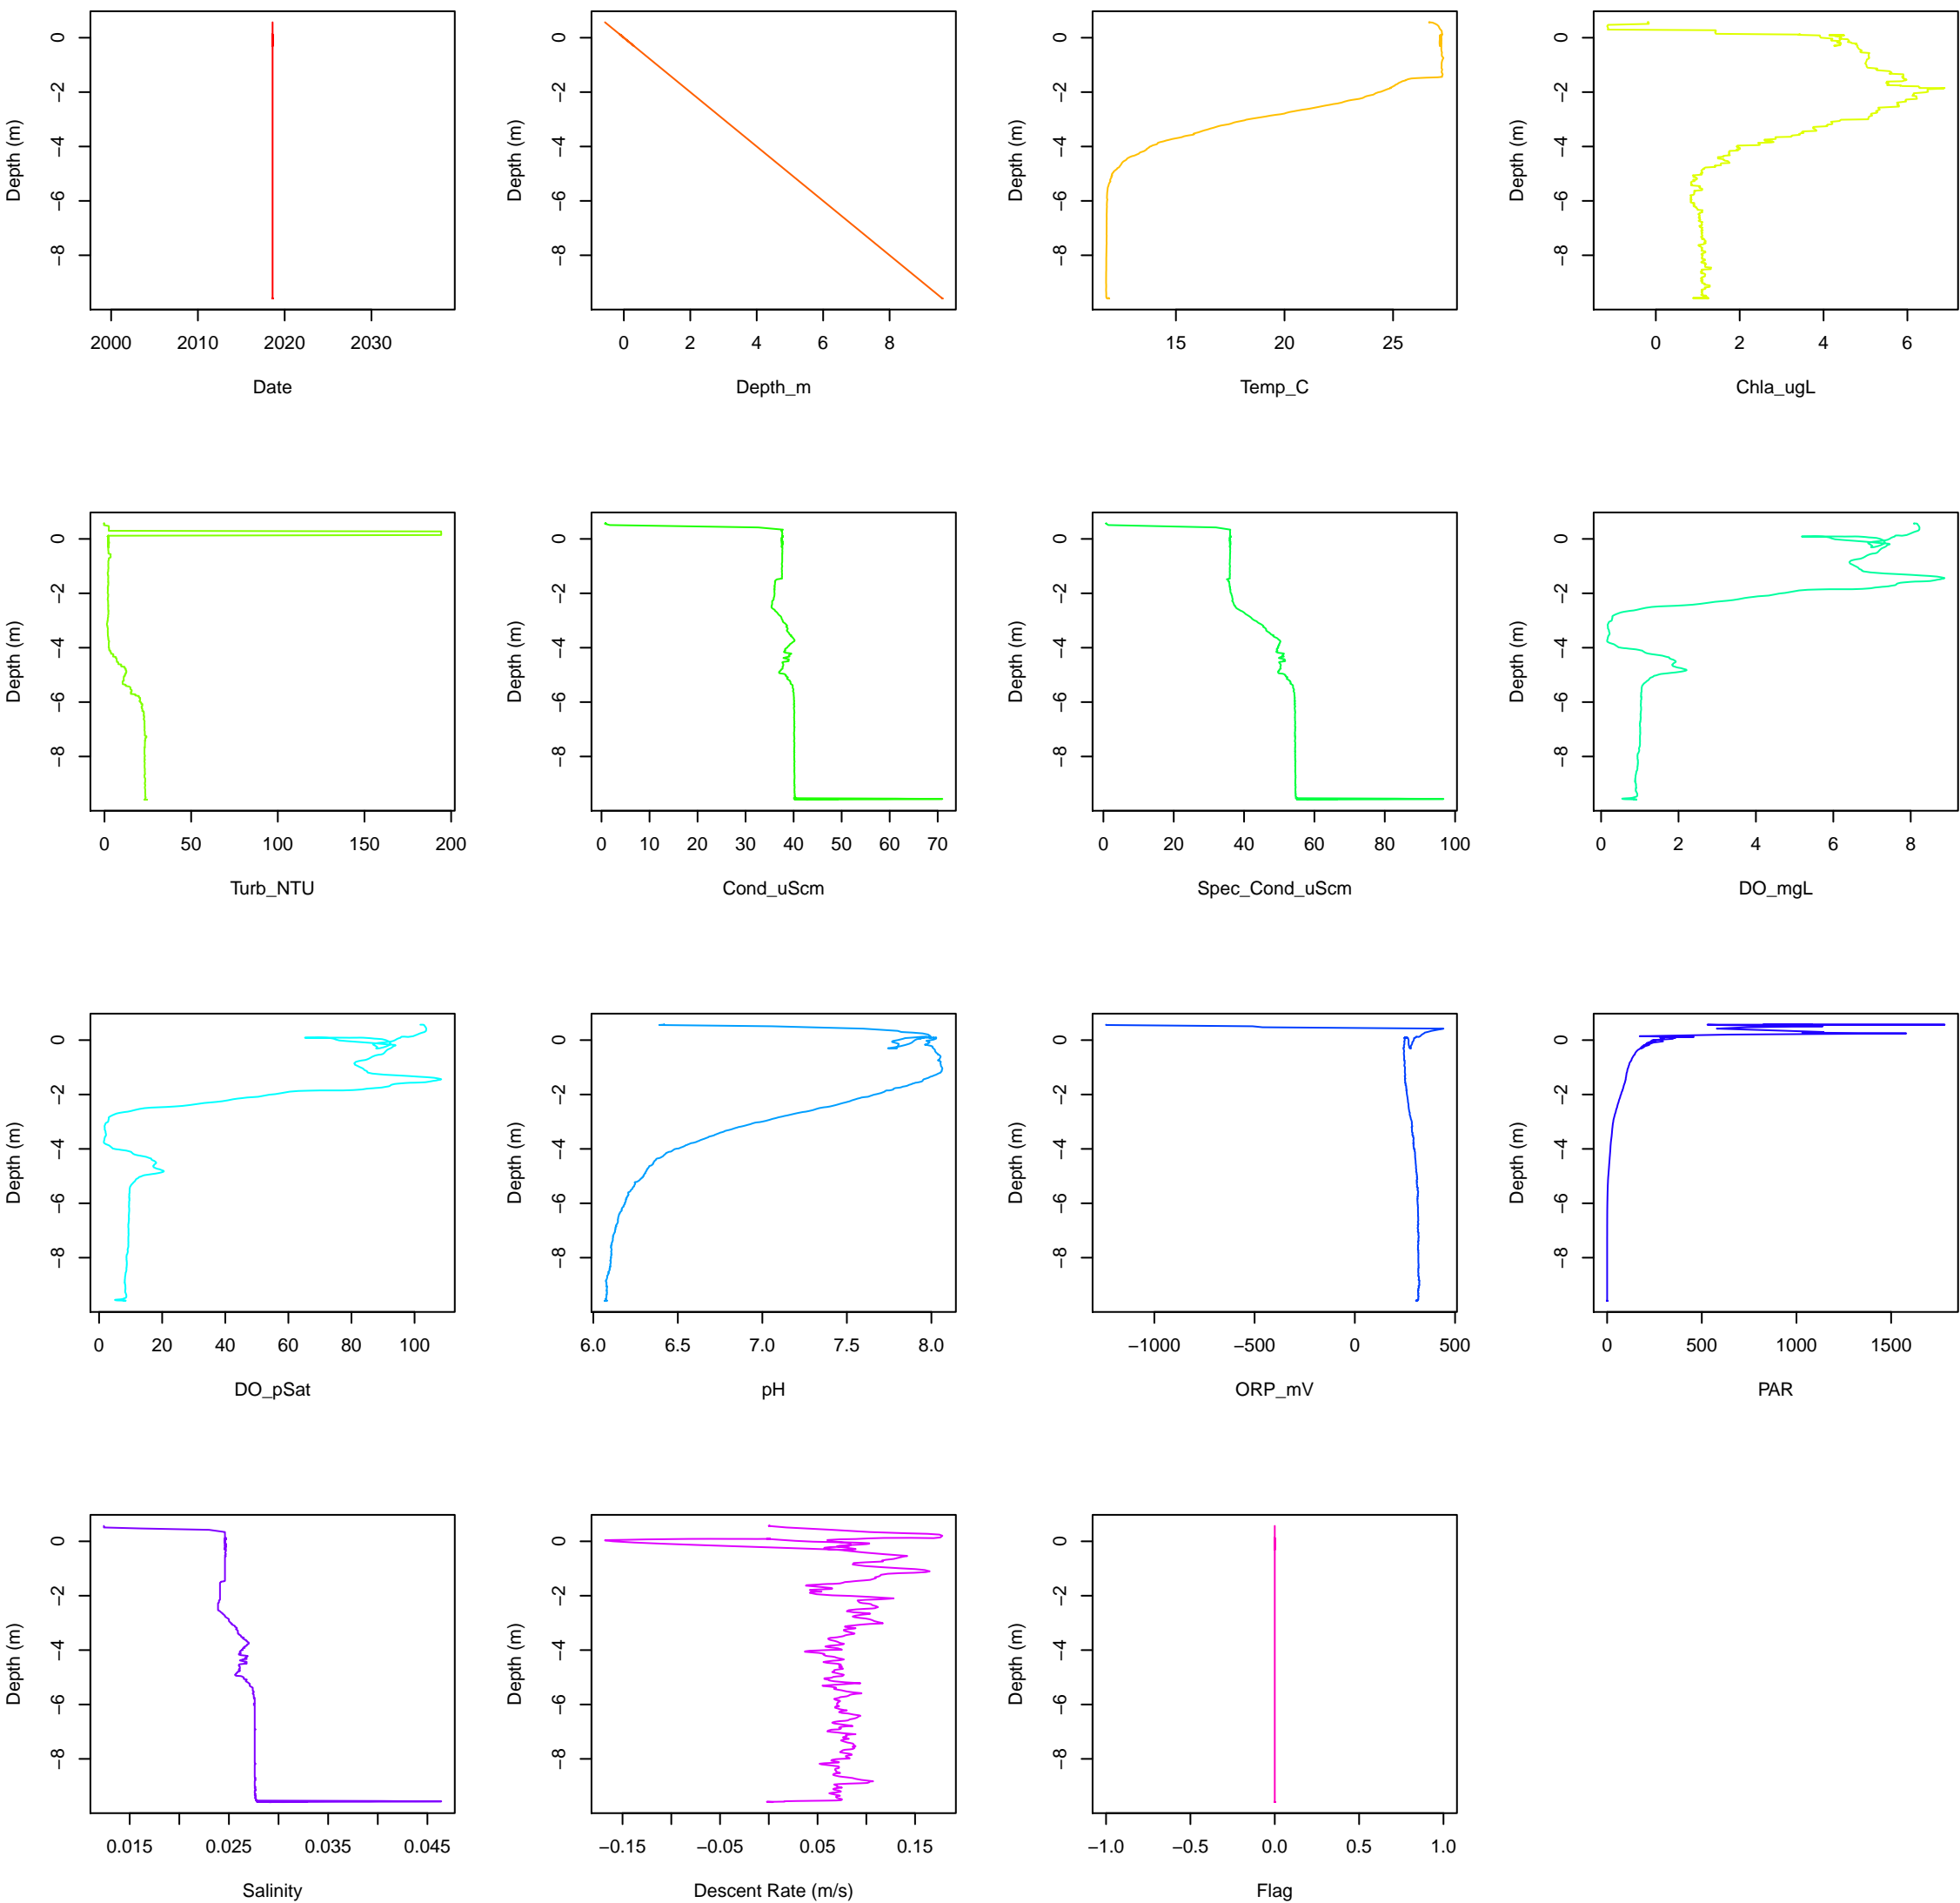 Depth (m)
0
−2
−4
−6
−8
2000 2010 2020 2030
Date
Depth (m)
0
−2
−4
−6
−8
0 2 4 6 8
Depth_m
Depth (m)
0
−2
−4
−6
−8
15 20 25
Temp_C
Depth (m)
0
−2
−4
−6
−8
0 2 4 6
Chla_ugL
Depth (m)
0
−2
−4
−6
−8
0 50 100 150 200
Turb_NTU
Depth (m)
0
−2
−4
−6
−8
0 10 20 30 40 50 60 70
Cond_uScm
Depth (m)
0
−2
−4
−6
−8
0 20 40 60 80 100
Spec_Cond_uScm
Depth (m)
0
−2
−4
−6
−8
0 2 4 6 8
DO_mgL
Depth (m)
0
−2
−4
−6
−8
0 20 40 60 80 100
DO_pSat
Depth (m)
0
−2
−4
−6
−8
6.0 6.5 7.0 7.5 8.0
pH
Depth (m)
0
−2
−4
−6
−8
−1000 −500 0 500
ORP_mV
Depth (m)
0
−2
−4
−6
−8
0 500 1000 1500
PAR
Depth (m)
0
−2
−4
−6
−8
0.015 0.025 0.035 0.045
Salinity
Depth (m)
0
−2
−4
−6
−8
−0.15 −0.05 0.05 0.15
Descent Rate (m/s)
Depth (m)
0
−2
−4
−6
−8
−1.0 −0.5 0.0 0.5 1.0
Flag